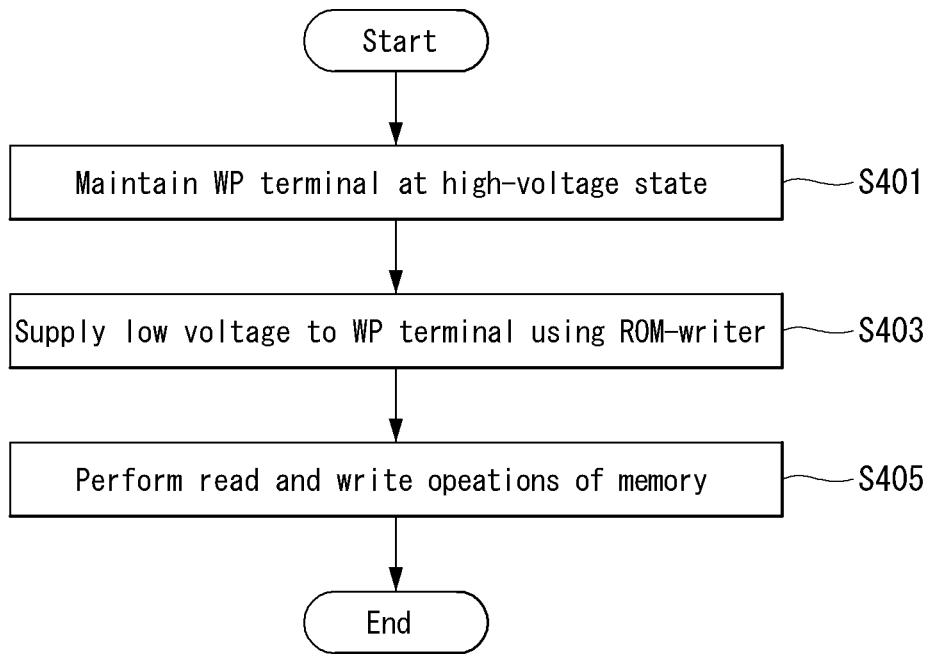 Start
Maintain WP terminal at high-voltage state
S401
Supply low voltage to WP terminal using ROM-writer
S403
Perform read and write opeations of memory
S405
End